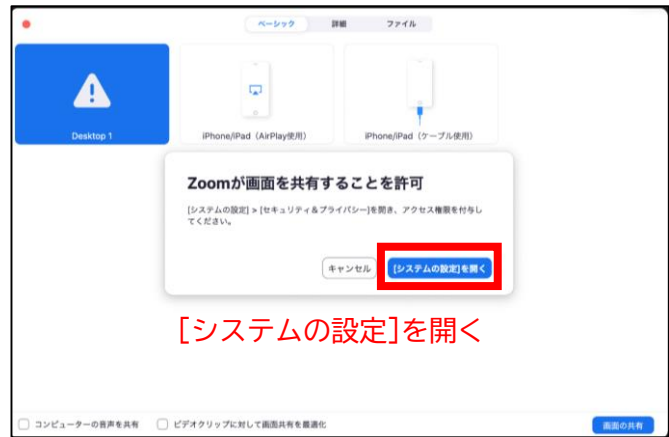 ベーシック 詳細 ファイル
Desktop 1 iPhone/iPad（AirPlay使用） iPhone/iPad（ケーブル使用）
Zoomが画面を共有することを許可
[システムの設定] > [セキュリティ&プライバシー]を開き、アクセス権限を付与し
てください。
キャンセル [システムの設定]を開く
[システムの設定]を開く
コンピューターの音声を共有 ビデオクリップに対して画面共有を最適化 画面の共有